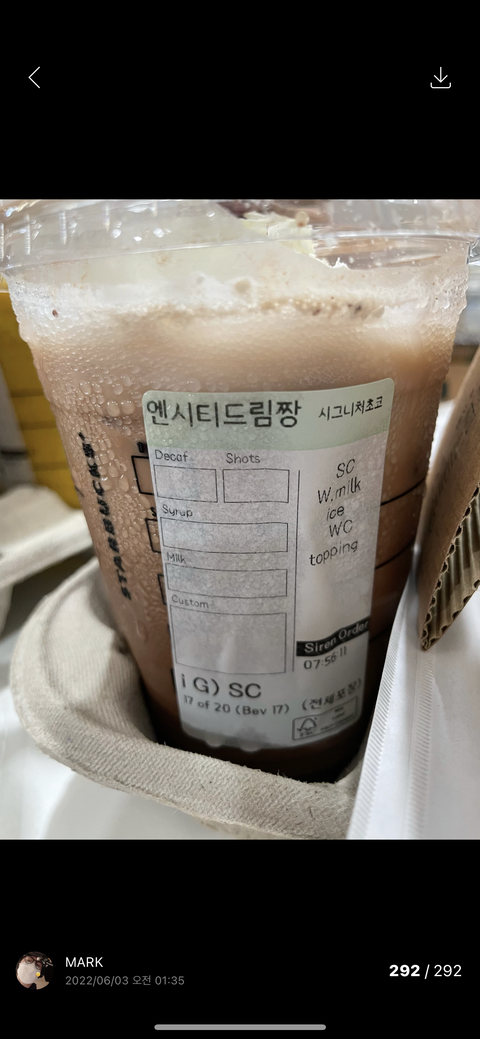 엔시티드림짱 시그니처초코
Decaf Shots
SC
W.milk
ice
WC
topping
Syrup
Milk
Custom
STARBUCKS
Siren Order
07:56:11
i G) SC
17 of 20 (Bev 17) (전체포장)
MARK
2022/06/03 오전 01:35
292 / 292